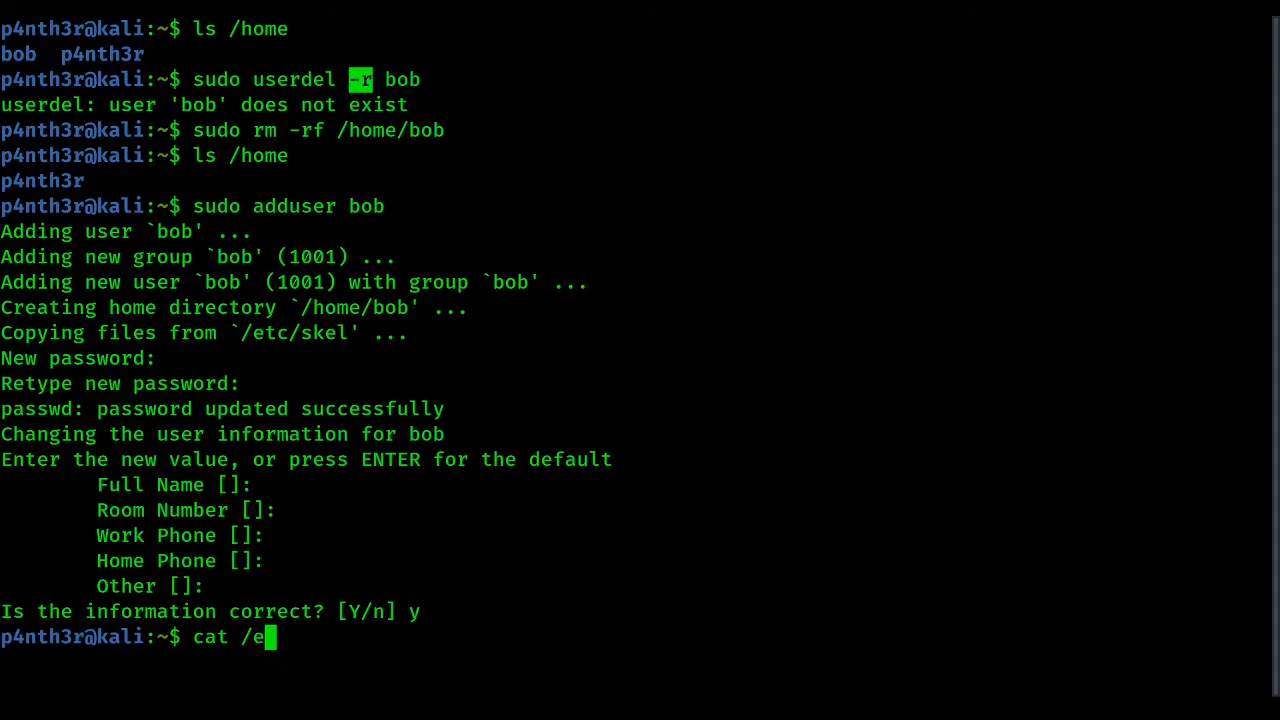 p4nth3r@kali:~$ ls /home
bob  p4nth3r
p4nth3r@kali:~$ sudo userdel -r bob
userdel: user 'bob' does not exist
p4nth3r@kali:~$ sudo rm -rf /home/bob
p4nth3r@kali:~$ ls /home
p4nth3r
p4nth3r@kali:~$ sudo adduser bob
Adding user `bob' ...
Adding new group `bob' (1001) ...
Adding new user `bob' (1001) with group `bob' ...
Creating home directory `/home/bob' ...
Copying files from `/etc/skel' ...
New password:
Retype new password:
passwd: password updated successfully
Changing the user information for bob
Enter the new value, or press ENTER for the default
        Full Name []:
        Room Number []:
        Work Phone []:
        Home Phone []:
        Other []:
Is the information correct? [Y/n] y
p4nth3r@kali:~$ cat /e